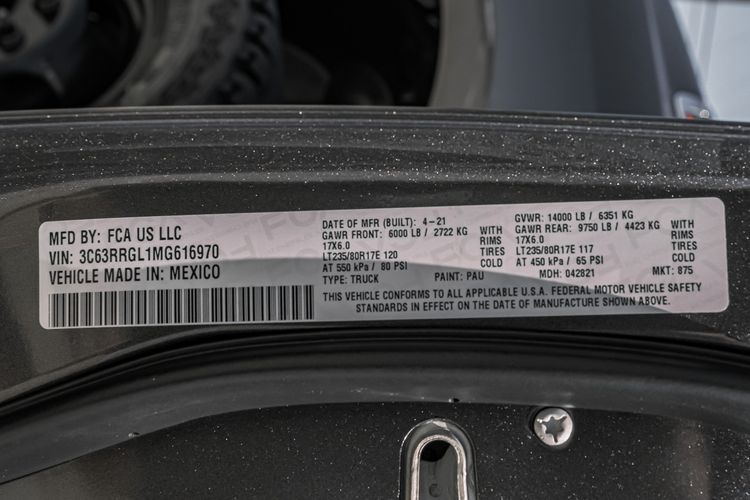 MFD BY: FCA US LLC
VIN: 3C63RRGL1MG616970
VEHICLE MADE IN: MEXICO
DATE OF MFR (BUILT): 4-21
GAWR FRONT: 6000 LB / 2722 KG WITH
17X6.0 RIMS
LT235/80R17E 120 TIRES
AT 550 kPa / 80 PSI COLD
TYPE: TRUCK PAINT: PAU
GVWR: 14000 LB / 6351 KG
GAWR REAR: 9750 LB / 4423 KG WITH
17X6.0 RIMS
LT235/80R17E 117 TIRES
AT 450 kPa / 65 PSI COLD
MDH: 042821 MKT: 875
THIS VEHICLE CONFORMS TO ALL APPLICABLE U.S.A. FEDERAL MOTOR VEHICLE SAFETY
STANDARDS IN EFFECT ON THE DATE OF MANUFACTURE SHOWN ABOVE.